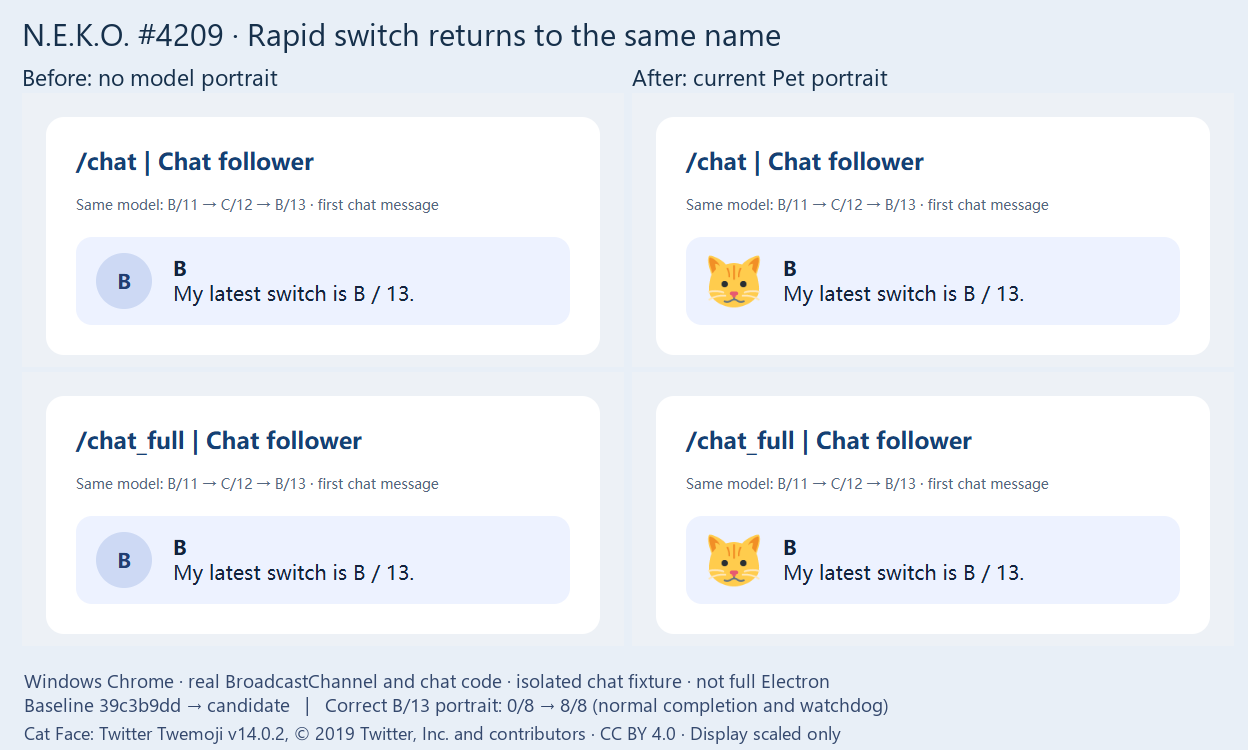 N.E.K.O. #4209 · Rapid switch returns to the same name
Before: no model portrait
/chat | Chat follower
Same model: B/11 → C/12 → B/13 · first chat message
B
B
My latest switch is B / 13.
/chat_full | Chat follower
Same model: B/11 → C/12 → B/13 · first chat message
B
B
My latest switch is B / 13.
After: current Pet portrait
/chat | Chat follower
Same model: B/11 → C/12 → B/13 · first chat message
B
My latest switch is B / 13.
/chat_full | Chat follower
Same model: B/11 → C/12 → B/13 · first chat message
B
My latest switch is B / 13.
Windows Chrome · real BroadcastChannel and chat code · isolated chat fixture · not full Electron
Baseline 39c3b9dd → candidate | Correct B/13 portrait: 0/8 → 8/8 (normal completion and watchdog)
Cat Face: Twitter Twemoji v14.0.2, © 2019 Twitter, Inc. and contributors · CC BY 4.0 · Display scaled only